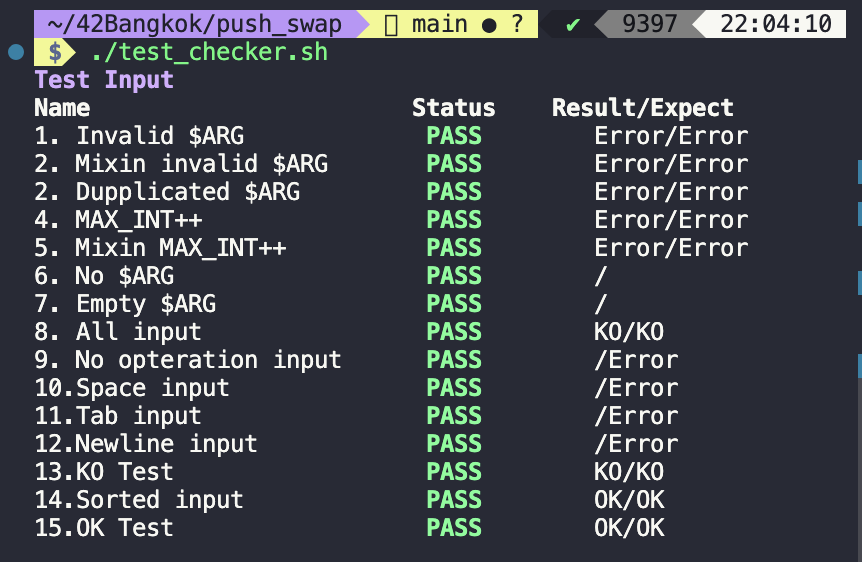 ~/42Bangkok/push_swap main ● ? ✔ 9397 22:04:10
$ ./test_checker.sh
Test Input
Name Status Result/Expect
1. Invalid $ARG PASS Error/Error
2. Mixin invalid $ARG PASS Error/Error
2. Dupplicated $ARG PASS Error/Error
4. MAX_INT++ PASS Error/Error
5. Mixin MAX_INT++ PASS Error/Error
6. No $ARG PASS /
7. Empty $ARG PASS /
8. All input PASS KO/KO
9. No opteration input PASS /Error
10.Space input PASS /Error
11.Tab input PASS /Error
12.Newline input PASS /Error
13.KO Test PASS KO/KO
14.Sorted input PASS OK/OK
15.OK Test PASS OK/OK